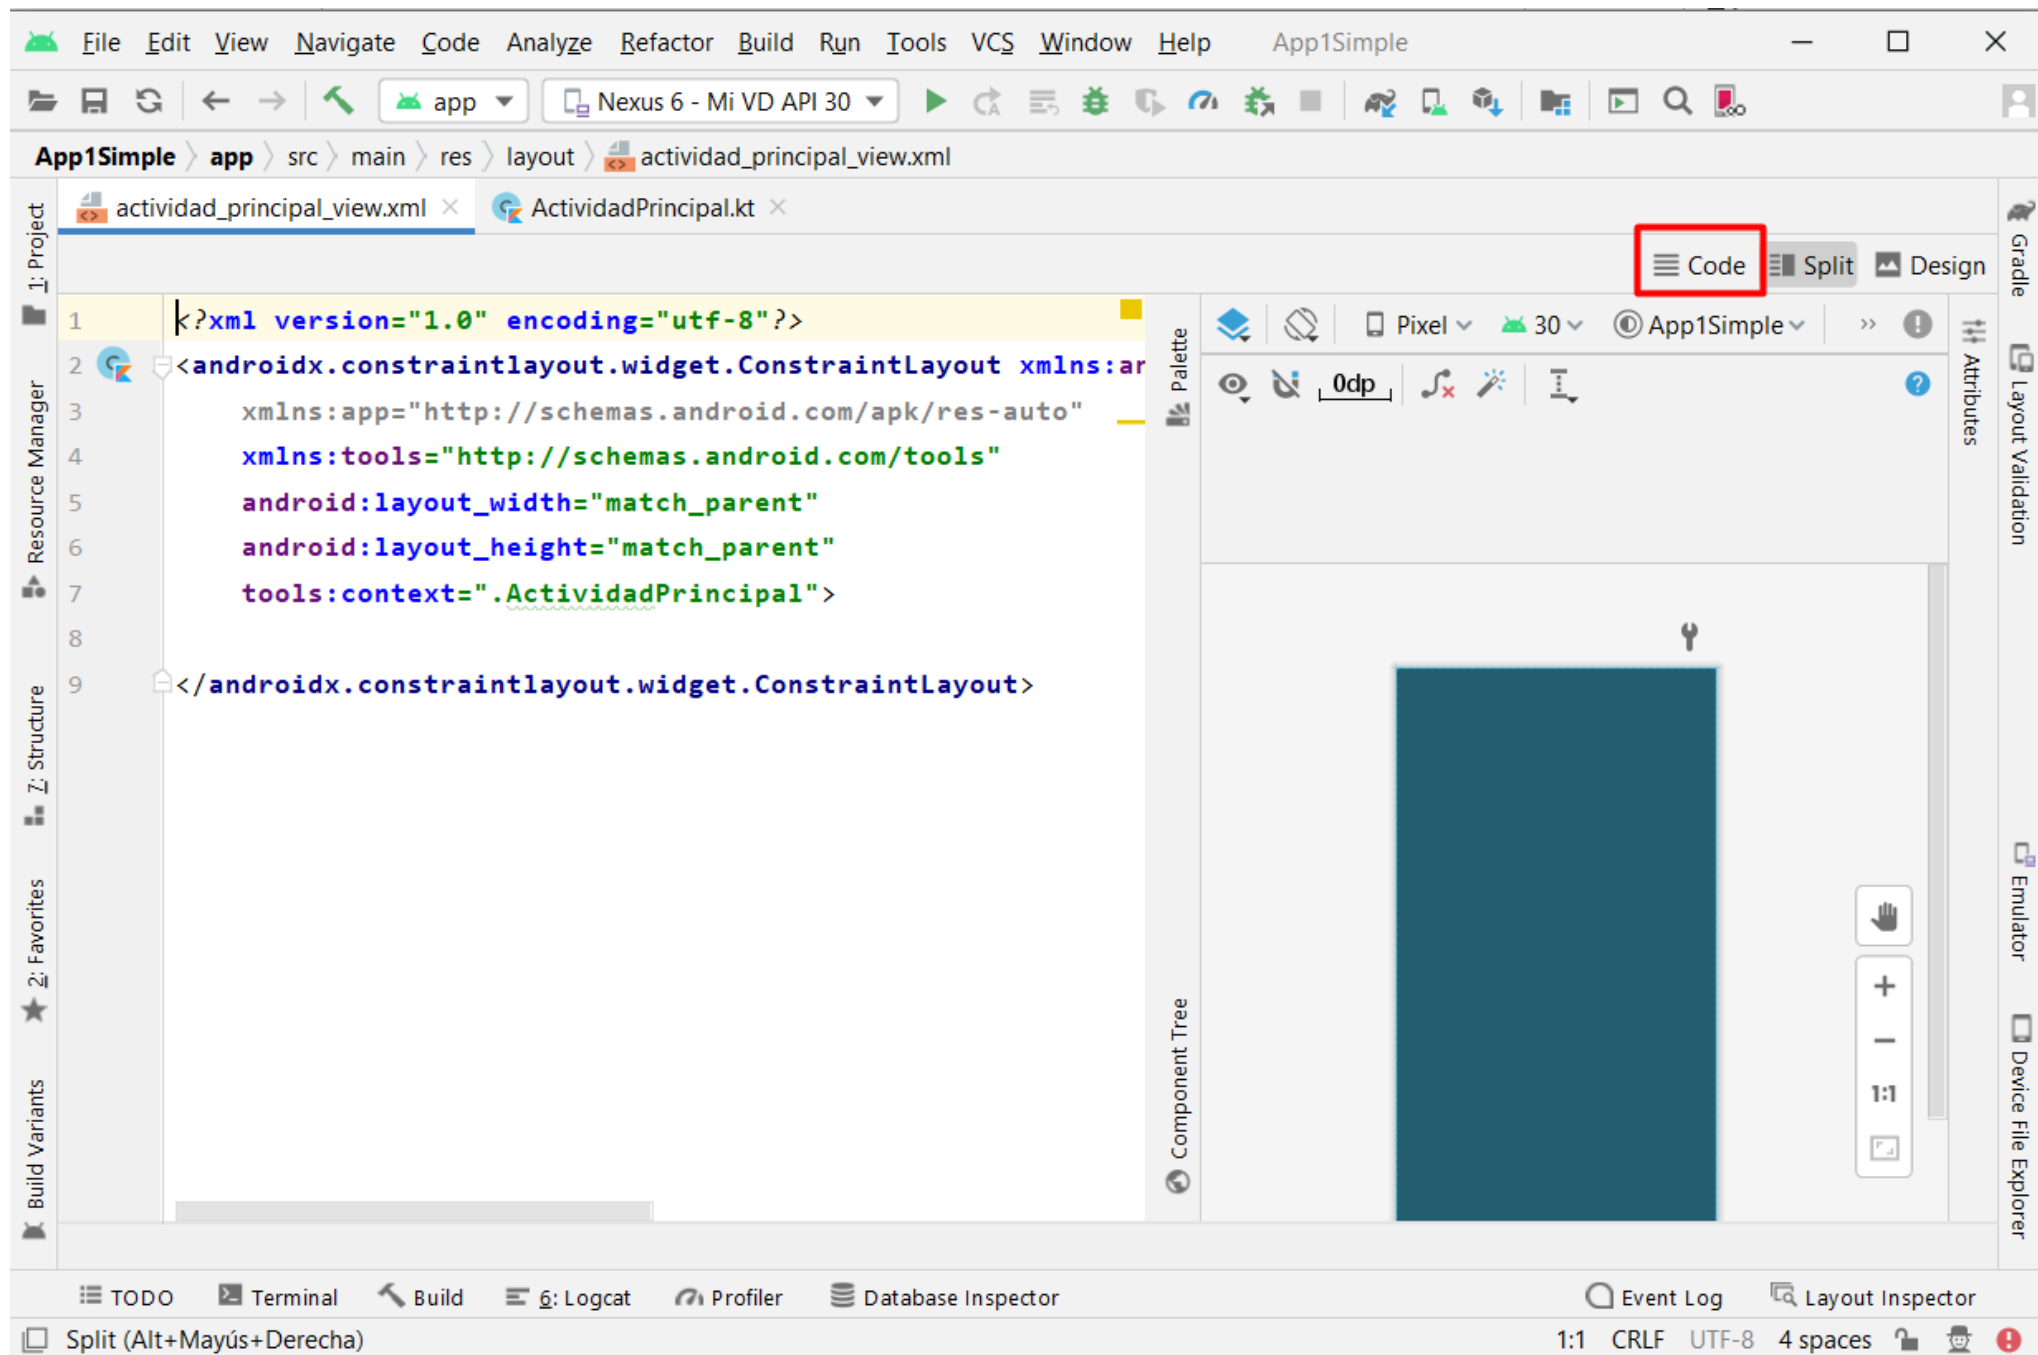 File Edit View Navigate Code Analyze Refactor Build Run Tools VCS Window Help App1Simple
app Nexus 6 - Mi VD API 30
App1Simple app src main res layout actividad_principal_view.xml
actividad_principal_view.xml ActividadPrincipal.kt
Code Split Design
1: Project
Resource Manager
7: Structure
2: Favorites
Build Variants
1 <?xml version="1.0" encoding="utf-8"?>
2 <androidx.constraintlayout.widget.ConstraintLayout xmlns:ar
3 xmlns:app="http://schemas.android.com/apk/res-auto"
4 xmlns:tools="http://schemas.android.com/tools"
5 android:layout_width="match_parent"
6 android:layout_height="match_parent"
7 tools:context=".ActividadPrincipal">
8
9 </androidx.constraintlayout.widget.ConstraintLayout>
Palette
Component Tree
Pixel 30 App1Simple
0dp
1:1
Attributes
Gradle
Layout Validation
Emulator
Device File Explorer
TODO Terminal Build 6: Logcat Profiler Database Inspector Event Log Layout Inspector
Split (Alt+Mayús+Derecha) 1:1 CRLF UTF-8 4 spaces